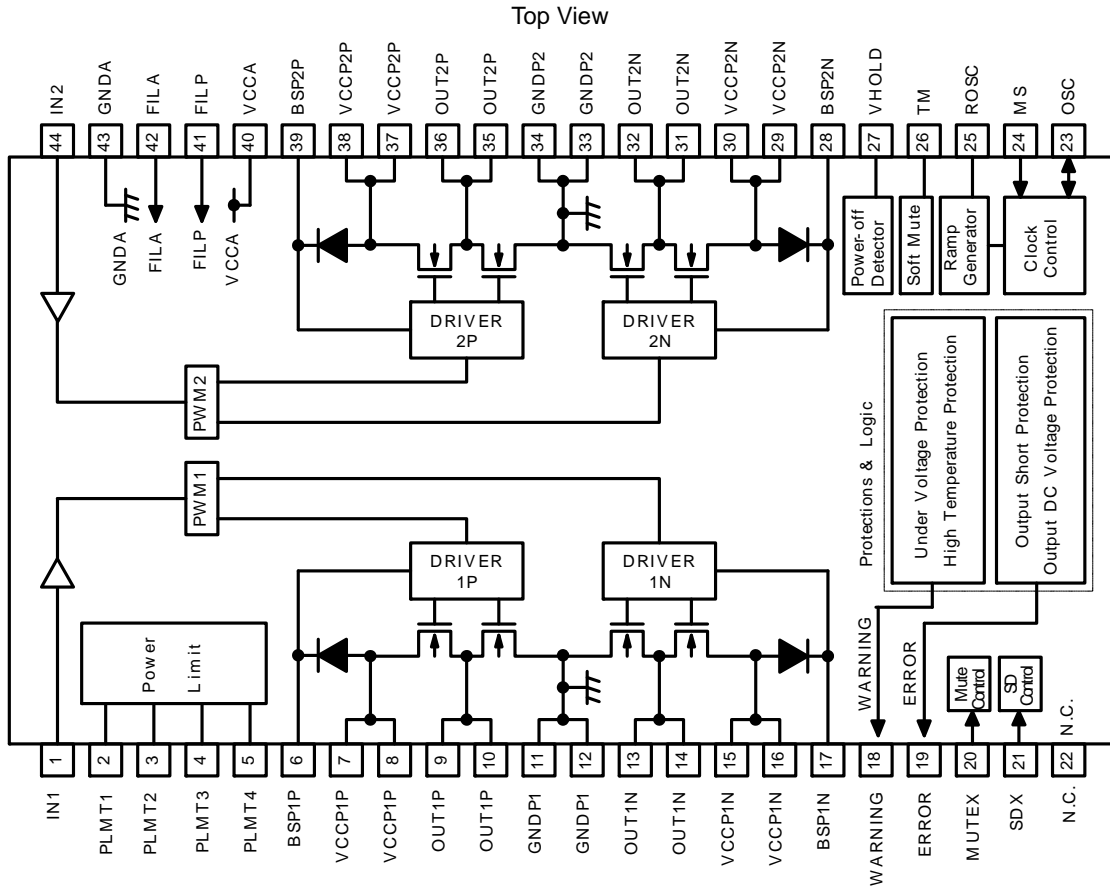 Top View
IN2
GNDA
FILA
FILP
VCCA
BSP2P
VCCP2P
VCCP2P
OUT2P
OUT2P
GNDP2
GNDP2
OUT2N
OUT2N
VCCP2N
VCCP2N
BSP2N
VHOLD
TM
ROSC
MS
OSC
44
43
42
41
40
39
38
37
36
35
34
33
32
31
30
29
28
27
26
25
24
23
GNDA
FILA
FILP
VCCA
Power-off
Detector
Soft Mute
Ramp
Generator
Clock
Control
DRIVER
2P
DRIVER
2N
PWM2
PWM1
DRIVER
1P
DRIVER
1N
Protections & Logic
Under Voltage Protection
High Temperature Protection
Output Short Protection
Output DC Voltage Protection
Power
Limit
WARNING
ERROR
Mute
Control
SD
Control
N.C.
1
2
3
4
5
6
7
8
9
10
11
12
13
14
15
16
17
18
19
20
21
22
IN1
PLMT1
PLMT2
PLMT3
PLMT4
BSP1P
VCCP1P
VCCP1P
OUT1P
OUT1P
GNDP1
GNDP1
OUT1N
OUT1N
VCCP1N
VCCP1N
BSP1N
WARNING
ERROR
MUTEX
SDX
N.C.